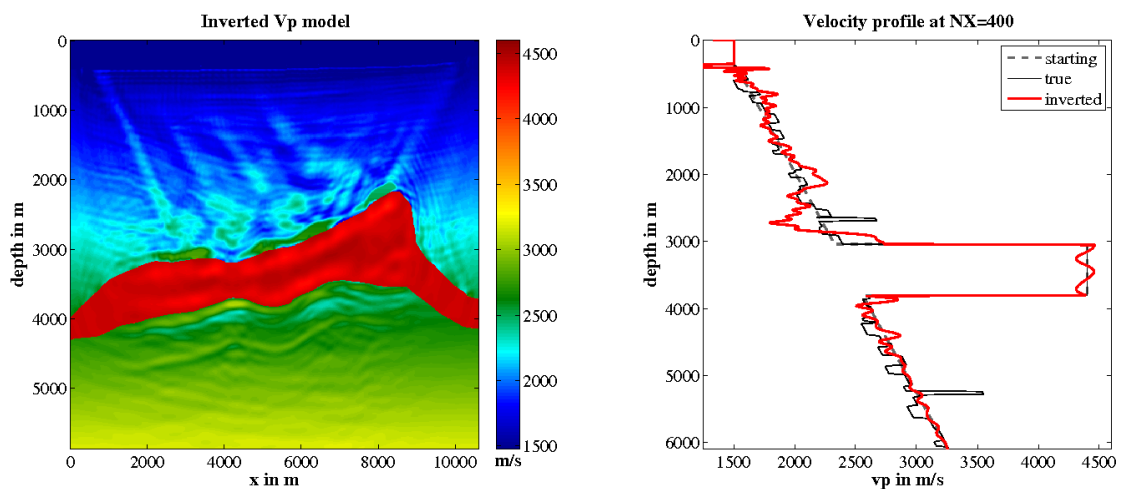 Inverted Vp model
0
1000
2000
3000
4000
5000
depth in m
0 2000 4000 6000 8000 10000
x in m
4500
4000
3500
3000
2500
2000
1500
m/s
Velocity profile at NX=400
0
1000
2000
3000
4000
5000
6000
depth in m
1500 2000 2500 3000 3500 4000 4500
vp in m/s
starting
true
inverted